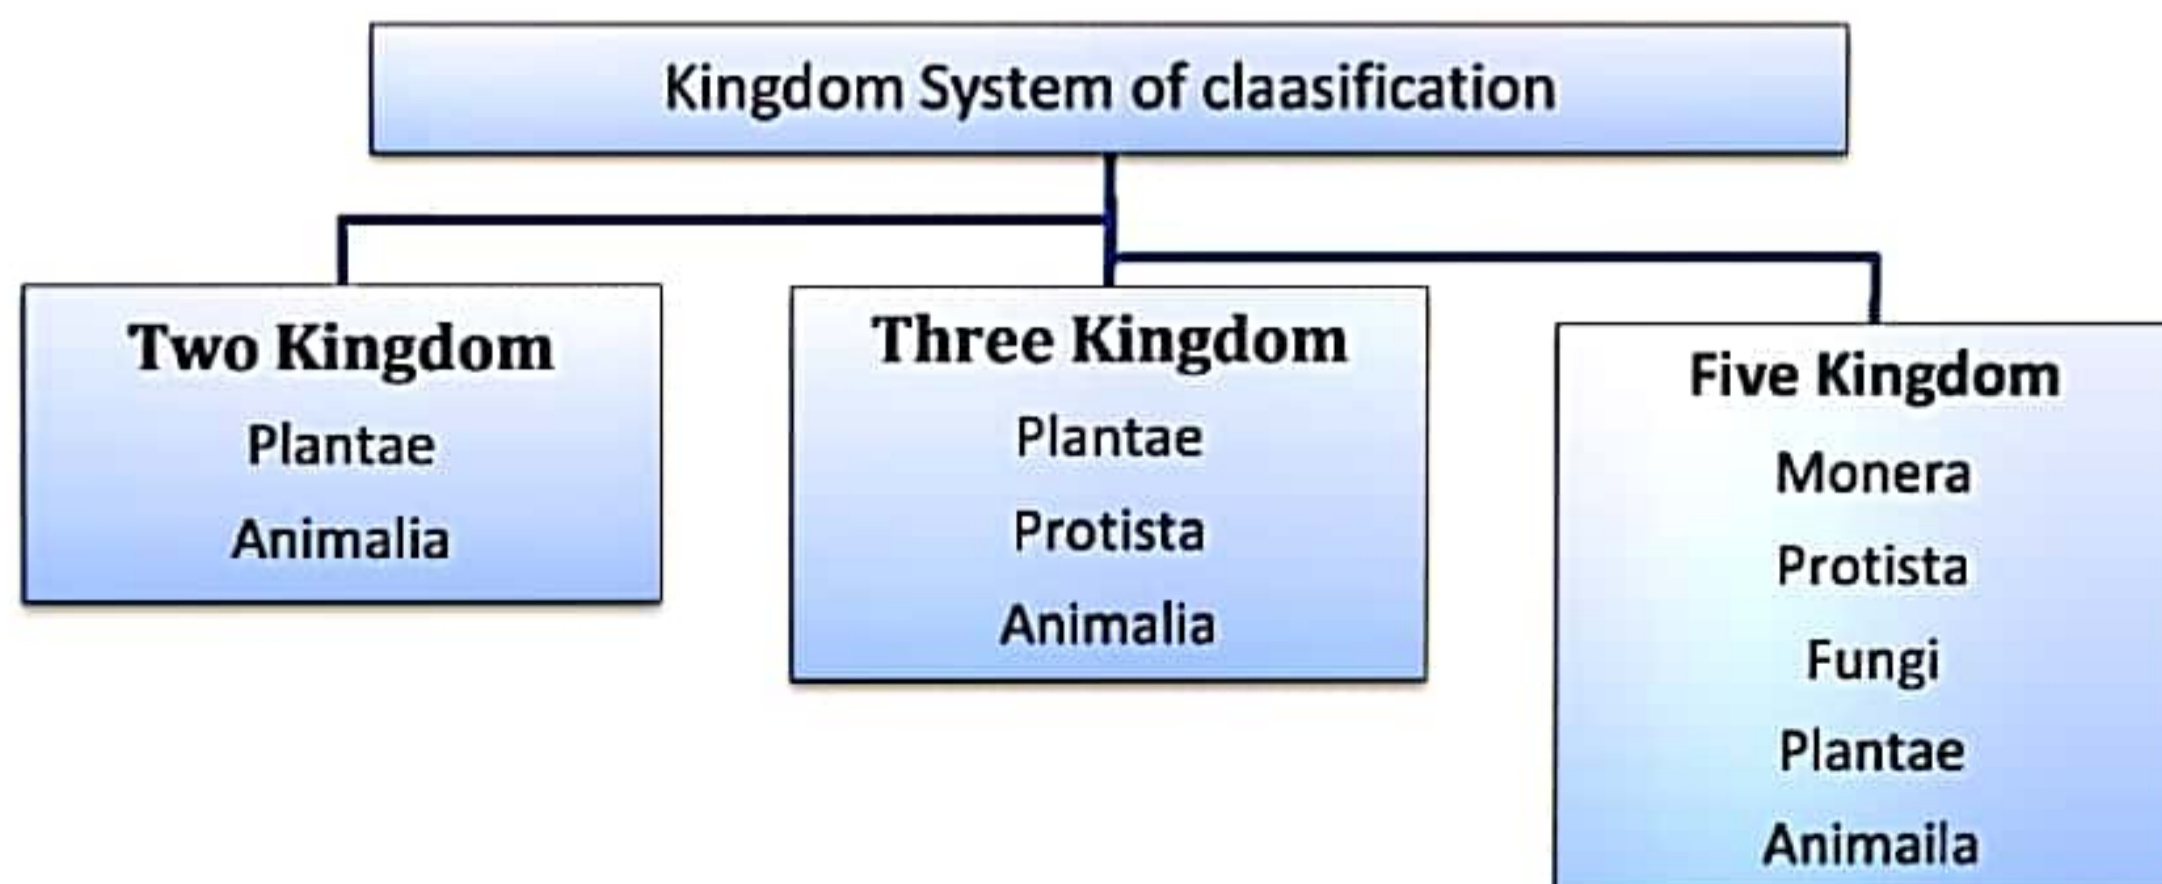 Kingdom System of claasification
Two Kingdom
Plantae
Animalia
Three Kingdom
Plantae
Protista
Animalia
Five Kingdom
Monera
Protista
Fungi
Plantae
Animaila